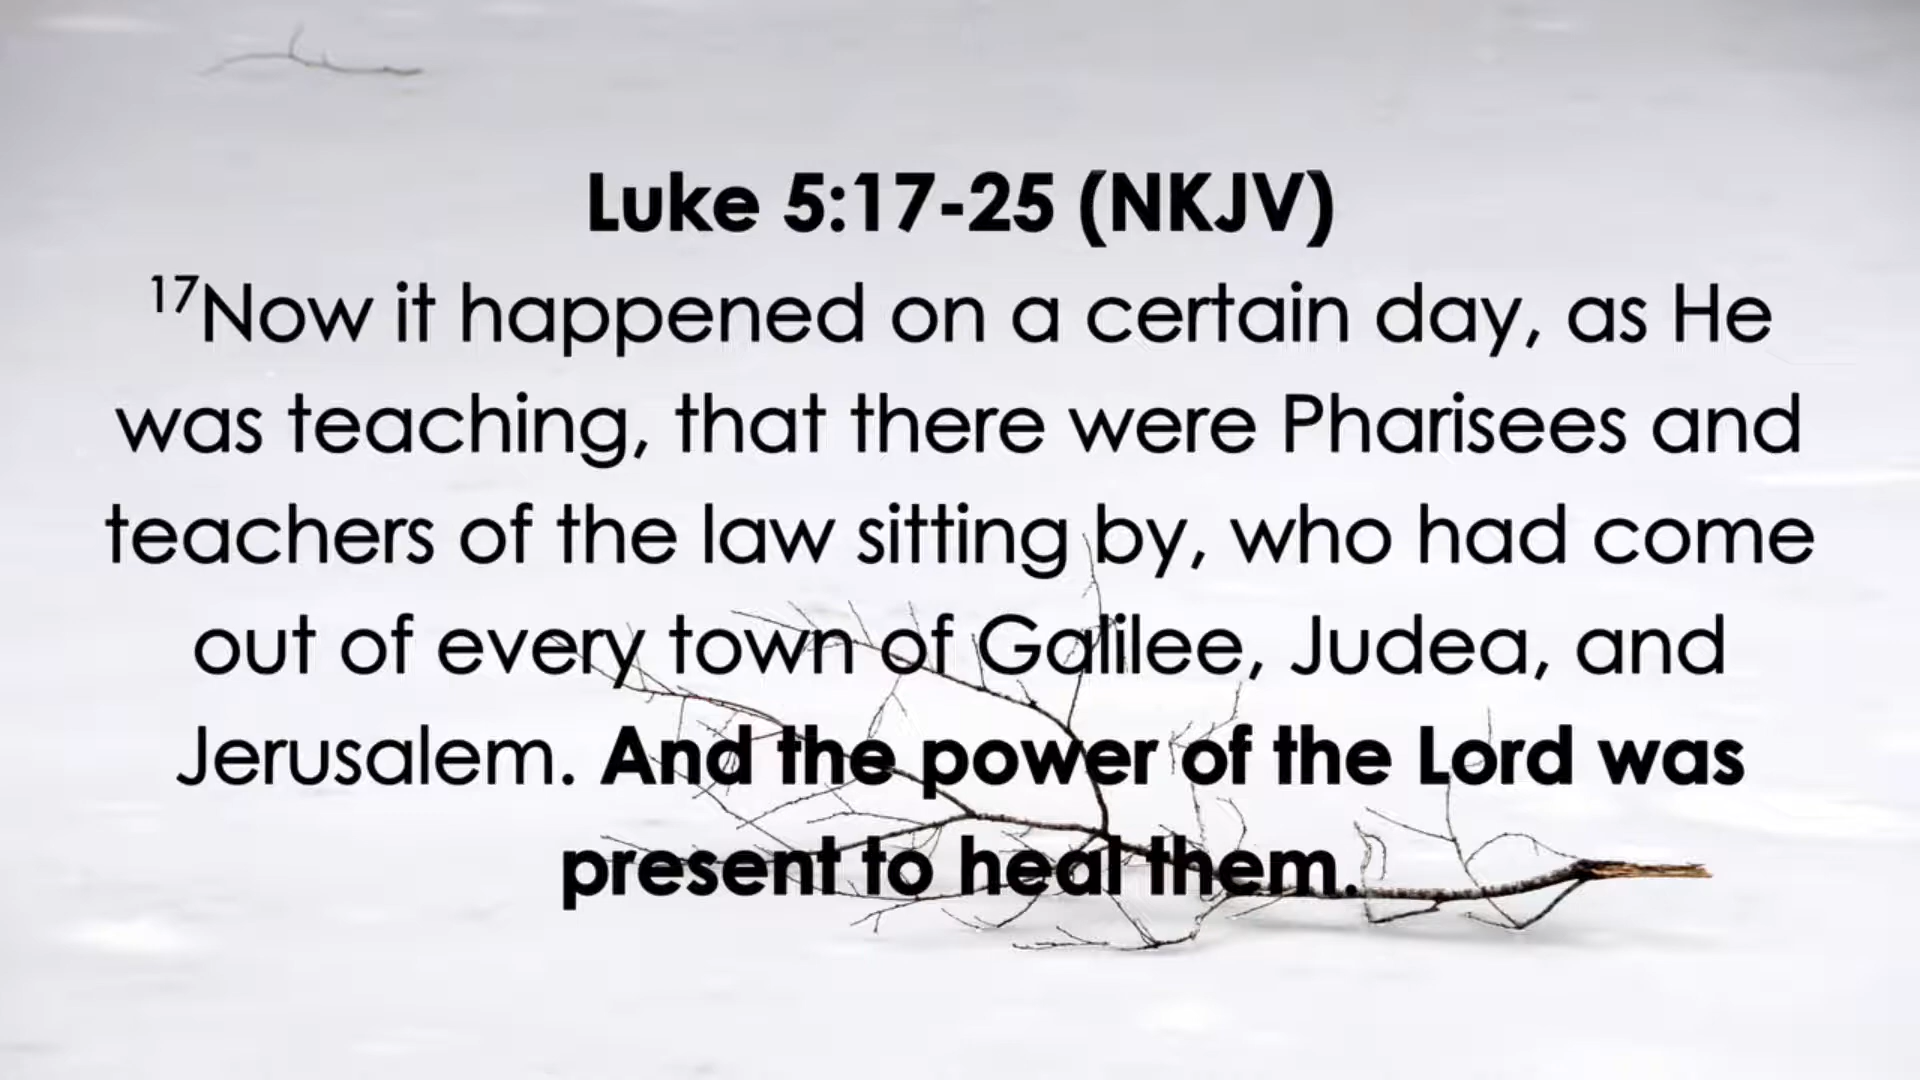 Luke 5:17-25 (NKJV)
17Now it happened on a certain day, as He
was teaching, that there were Pharisees and
teachers of the law sitting by, who had come
out of every town of Galilee, Judea, and
Jerusalem. And the power of the Lord was
present to heal them.